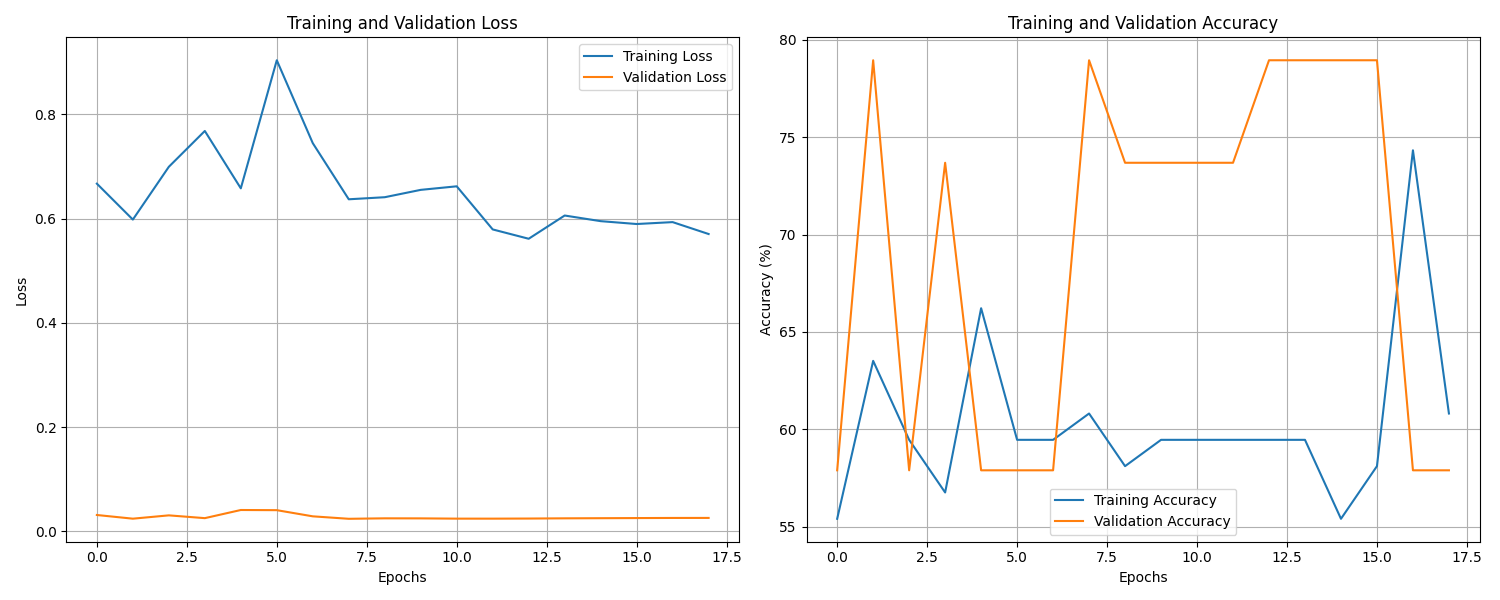 Training and Validation Loss
Training Loss
Validation Loss
Loss
0.8
0.6
0.4
0.2
0.0
0.0 2.5 5.0 7.5 10.0 12.5 15.0 17.5
Epochs
Training and Validation Accuracy
Accuracy (%)
80
75
70
65
60
55
Training Accuracy
Validation Accuracy
0.0 2.5 5.0 7.5 10.0 12.5 15.0 17.5
Epochs